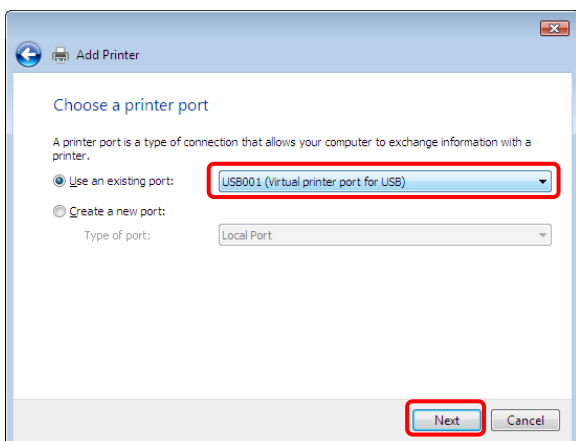 Add Printer
Choose a printer port
A printer port is a type of connection that allows your computer to exchange information with a
printer.
Use an existing port: USB001 (Virtual printer port for USB)
Create a new port:
Type of port: Local Port
Next Cancel